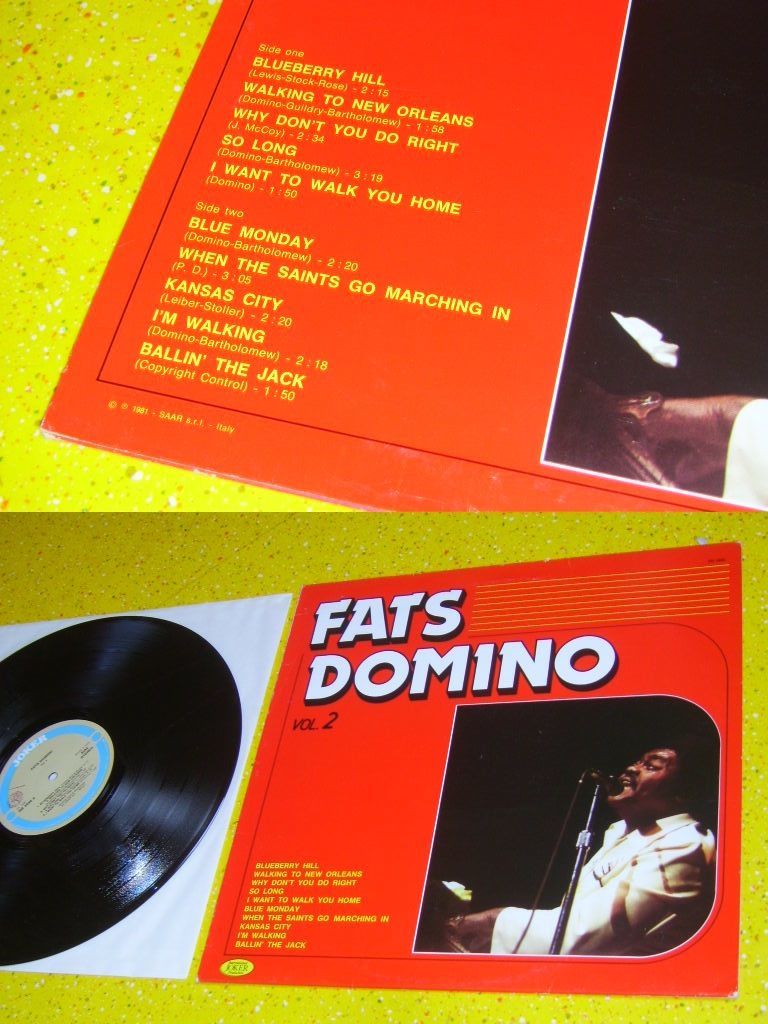 Side one
BLUEBERRY HILL
(Lewis-Stock-Rose) - 2:15
WALKING TO NEW ORLEANS
(Domino-Guildry-Bartholomew) - 1:58
WHY DON'T YOU DO RIGHT
(J. McCoy) - 2:34
SO LONG
(Domino-Bartholomew) - 3:19
I WANT TO WALK YOU HOME
(Domino) - 1:50
Side two
BLUE MONDAY
(Domino-Bartholomew) - 2:20
WHEN THE SAINTS GO MARCHING IN
(P. D.) - 3:05
KANSAS CITY
(Leiber-Stoller) - 2:20
I'M WALKING
(Domino-Bartholomew) - 2:18
BALLIN' THE JACK
(Copyright Control) - 1:50
© ℗ 1981 - SAAR s.r.l. - Italy
FATS
DOMINO
VOL. 2
JOKER
BLUEBERRY HILL
WALKING TO NEW ORLEANS
WHY DON'T YOU DO RIGHT
SO LONG
I WANT TO WALK YOU HOME
BLUE MONDAY
WHEN THE SAINTS GO MARCHING IN
KANSAS CITY
I'M WALKING
BALLIN' THE JACK
JOKER